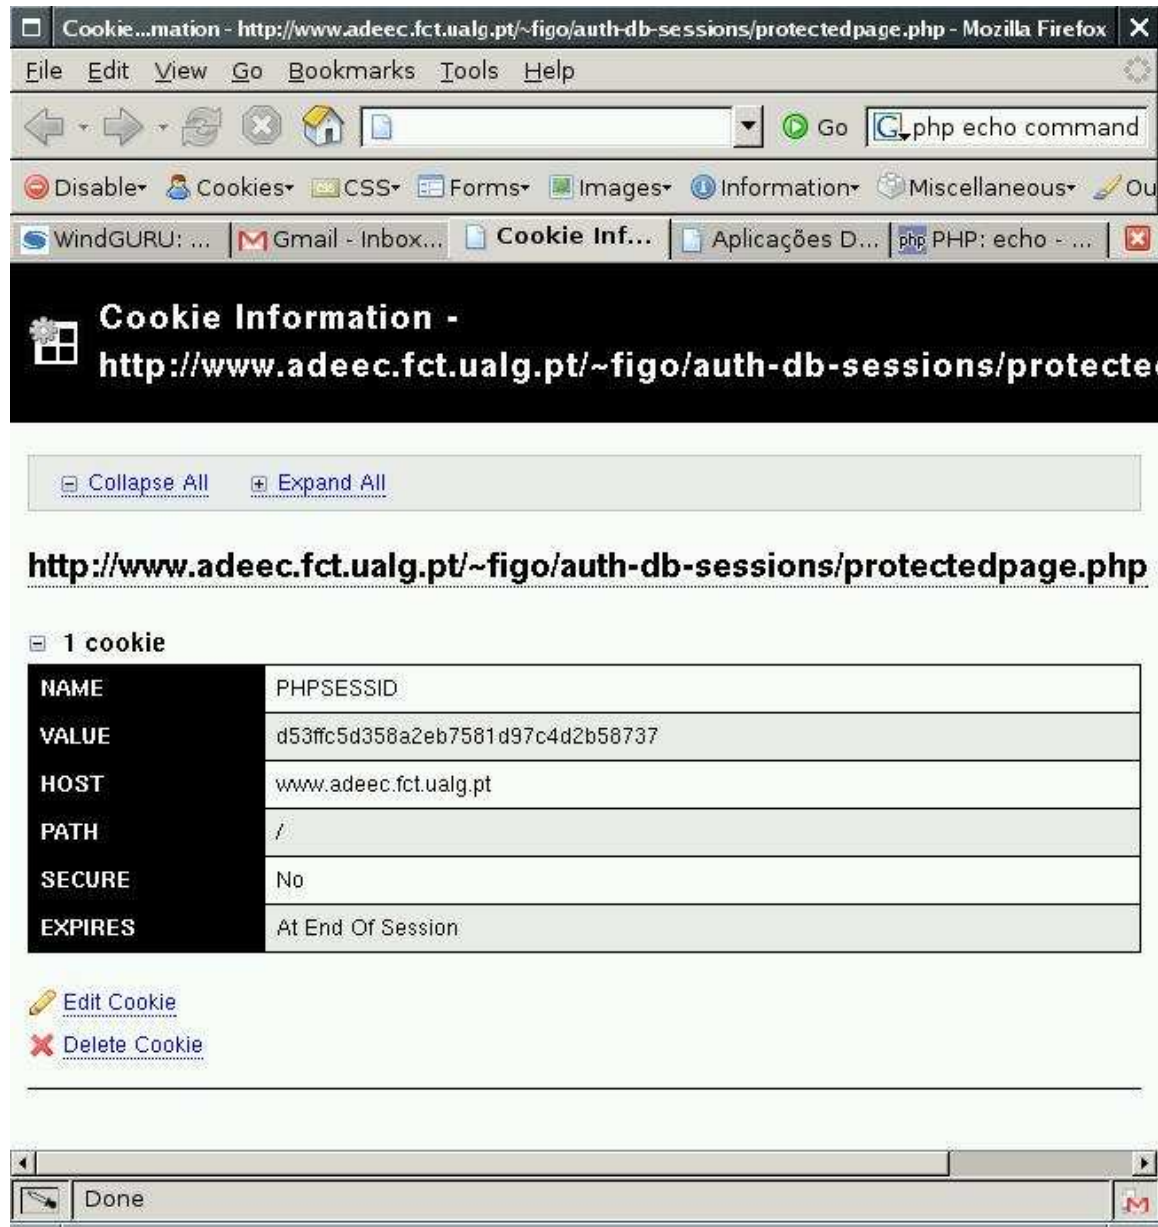 Cookie...mation - http://www.adeec.fct.ualg.pt/~figo/auth-db-sessions/protectedpage.php - Mozilla Firefox
File Edit View Go Bookmarks Tools Help
Go php echo command
Disable Cookies CSS Forms Images Information Miscellaneous Ou
WindGURU: ... Gmail - Inbox... Cookie Inf... Aplicações D... php PHP: echo - ...
Cookie Information -
http://www.adeec.fct.ualg.pt/~figo/auth-db-sessions/protecte
Collapse All Expand All
http://www.adeec.fct.ualg.pt/~figo/auth-db-sessions/protectedpage.php
1 cookie
NAME PHPSESSID
VALUE d53ffc5d358a2eb7581d97c4d2b58737
HOST www.adeec.fct.ualg.pt
PATH /
SECURE No
EXPIRES At End Of Session
Edit Cookie
Delete Cookie
Done